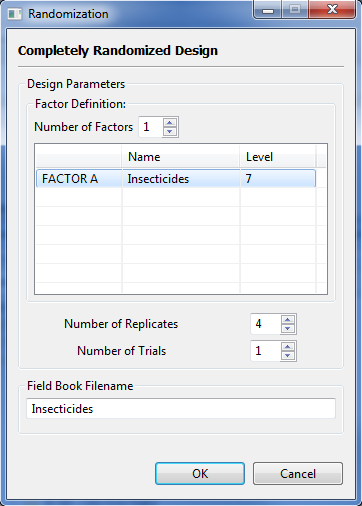 Randomization
Completely Randomized Design
Design Parameters
Factor Definition:
Number of Factors 1
Name Level
FACTOR A Insecticides 7
Number of Replicates 4
Number of Trials 1
Field Book Filename
Insecticides
OK Cancel